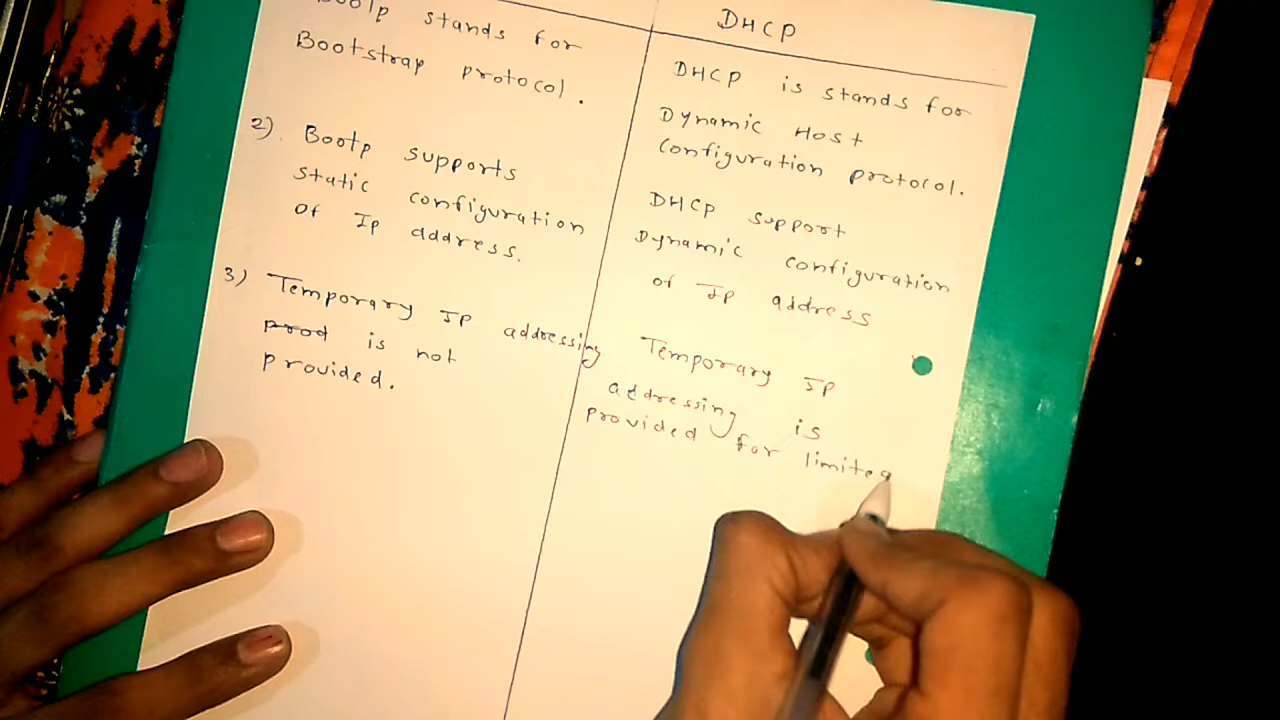 Bootp stands for
Bootstrap protocol.
2). Bootp supports
static configuration
of Ip address.
3) Temporary IP addressing
prod is not
provided.
DHCP
DHCP is stands for
Dynamic Host
configuration protocol.
DHCP support
Dynamic configuration
of IP address
Temporary IP
addressing is
provided for limited